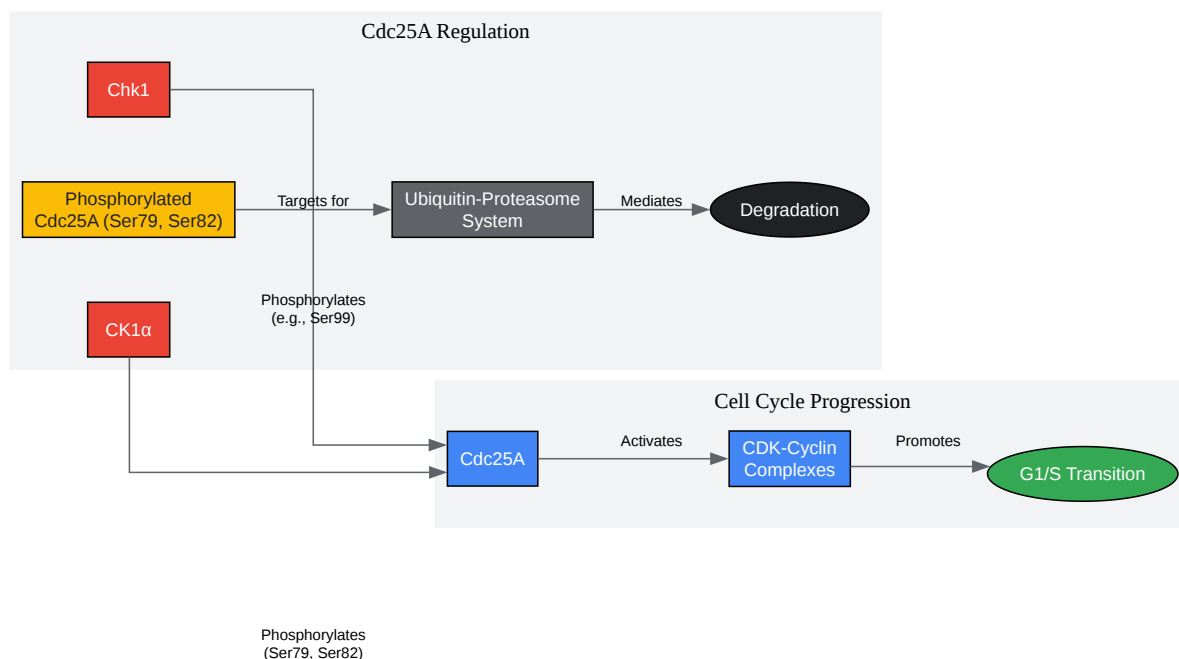 Cdc25A Regulation
Chk1
Phosphorylated
Cdc25A (Ser79, Ser82)
Targets for
Ubiquitin-Proteasome
System
Mediates
Degradation
Phosphorylates
(e.g., Ser99)
CK1α
Cell Cycle Progression
Cdc25A
Activates
CDK-Cyclin
Complexes
Promotes
G1/S Transition
Phosphorylates
(Ser79, Ser82)